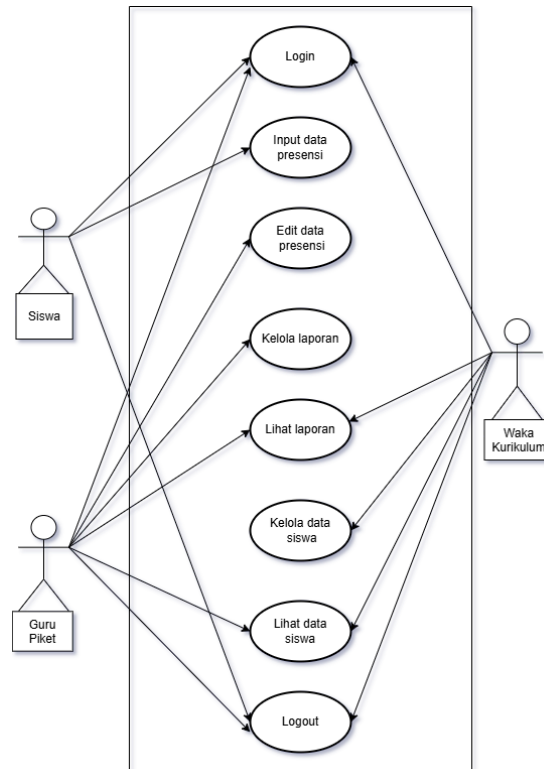 Login
Input data
presensi
Edit data
presensi
Siswa
Kelola laporan
Lihat laporan
Waka
Kurikulum
Kelola data
siswa
Guru
Piket
Lihat data
siswa
Logout